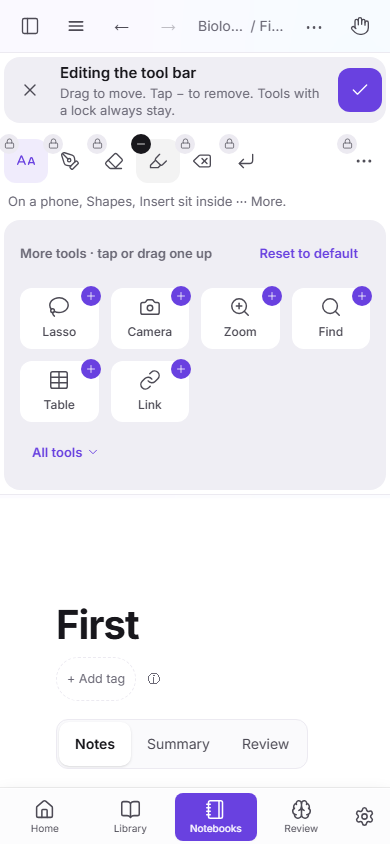 Biolo... / Fi...
Editing the tool bar
Drag to move. Tap − to remove. Tools with
a lock always stay.
AA
On a phone, Shapes, Insert sit inside ··· More.
More tools · tap or drag one up
Reset to default
Lasso
Camera
Zoom
Find
Table
Link
All tools
First
+ Add tag
Notes
Summary
Review
Home
Library
Notebooks
Review